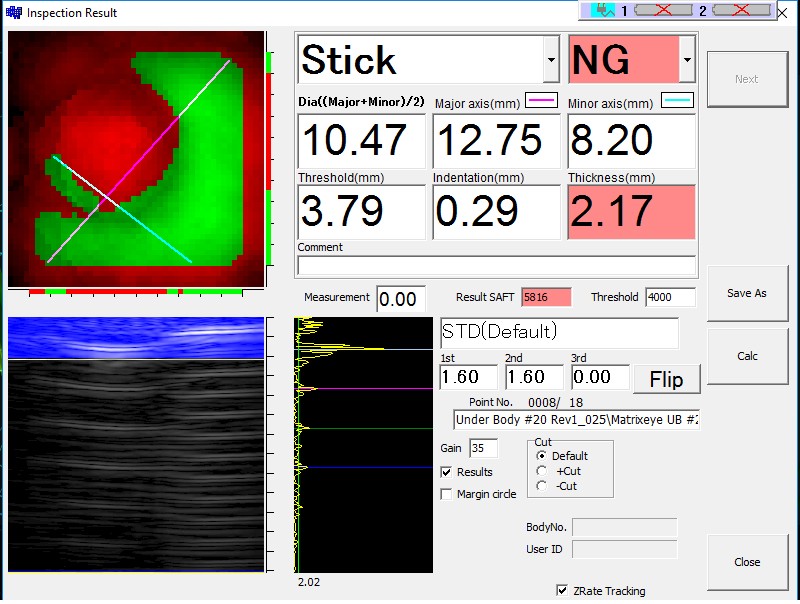 Inspection Result
1
2
Stick
NG
Next
Dia((Major+Minor)/2)
Major axis(mm)
Minor axis(mm)
10.47
12.75
8.20
Threshold(mm)
Indentation(mm)
Thickness(mm)
3.79
0.29
2.17
Comment
Measurement
0.00
Result SAFT
5816
Threshold
4000
Save As
STD(Default)
1st
2nd
3rd
Calc
1.60
1.60
0.00
Flip
Point No.
0008/ 18
Under Body #20 Rev1_025\Matrixeye UB #2
Gain
35
Cut
Default
Results
+Cut
Margin circle
-Cut
BodyNo.
User ID
Close
2.02
ZRate Tracking